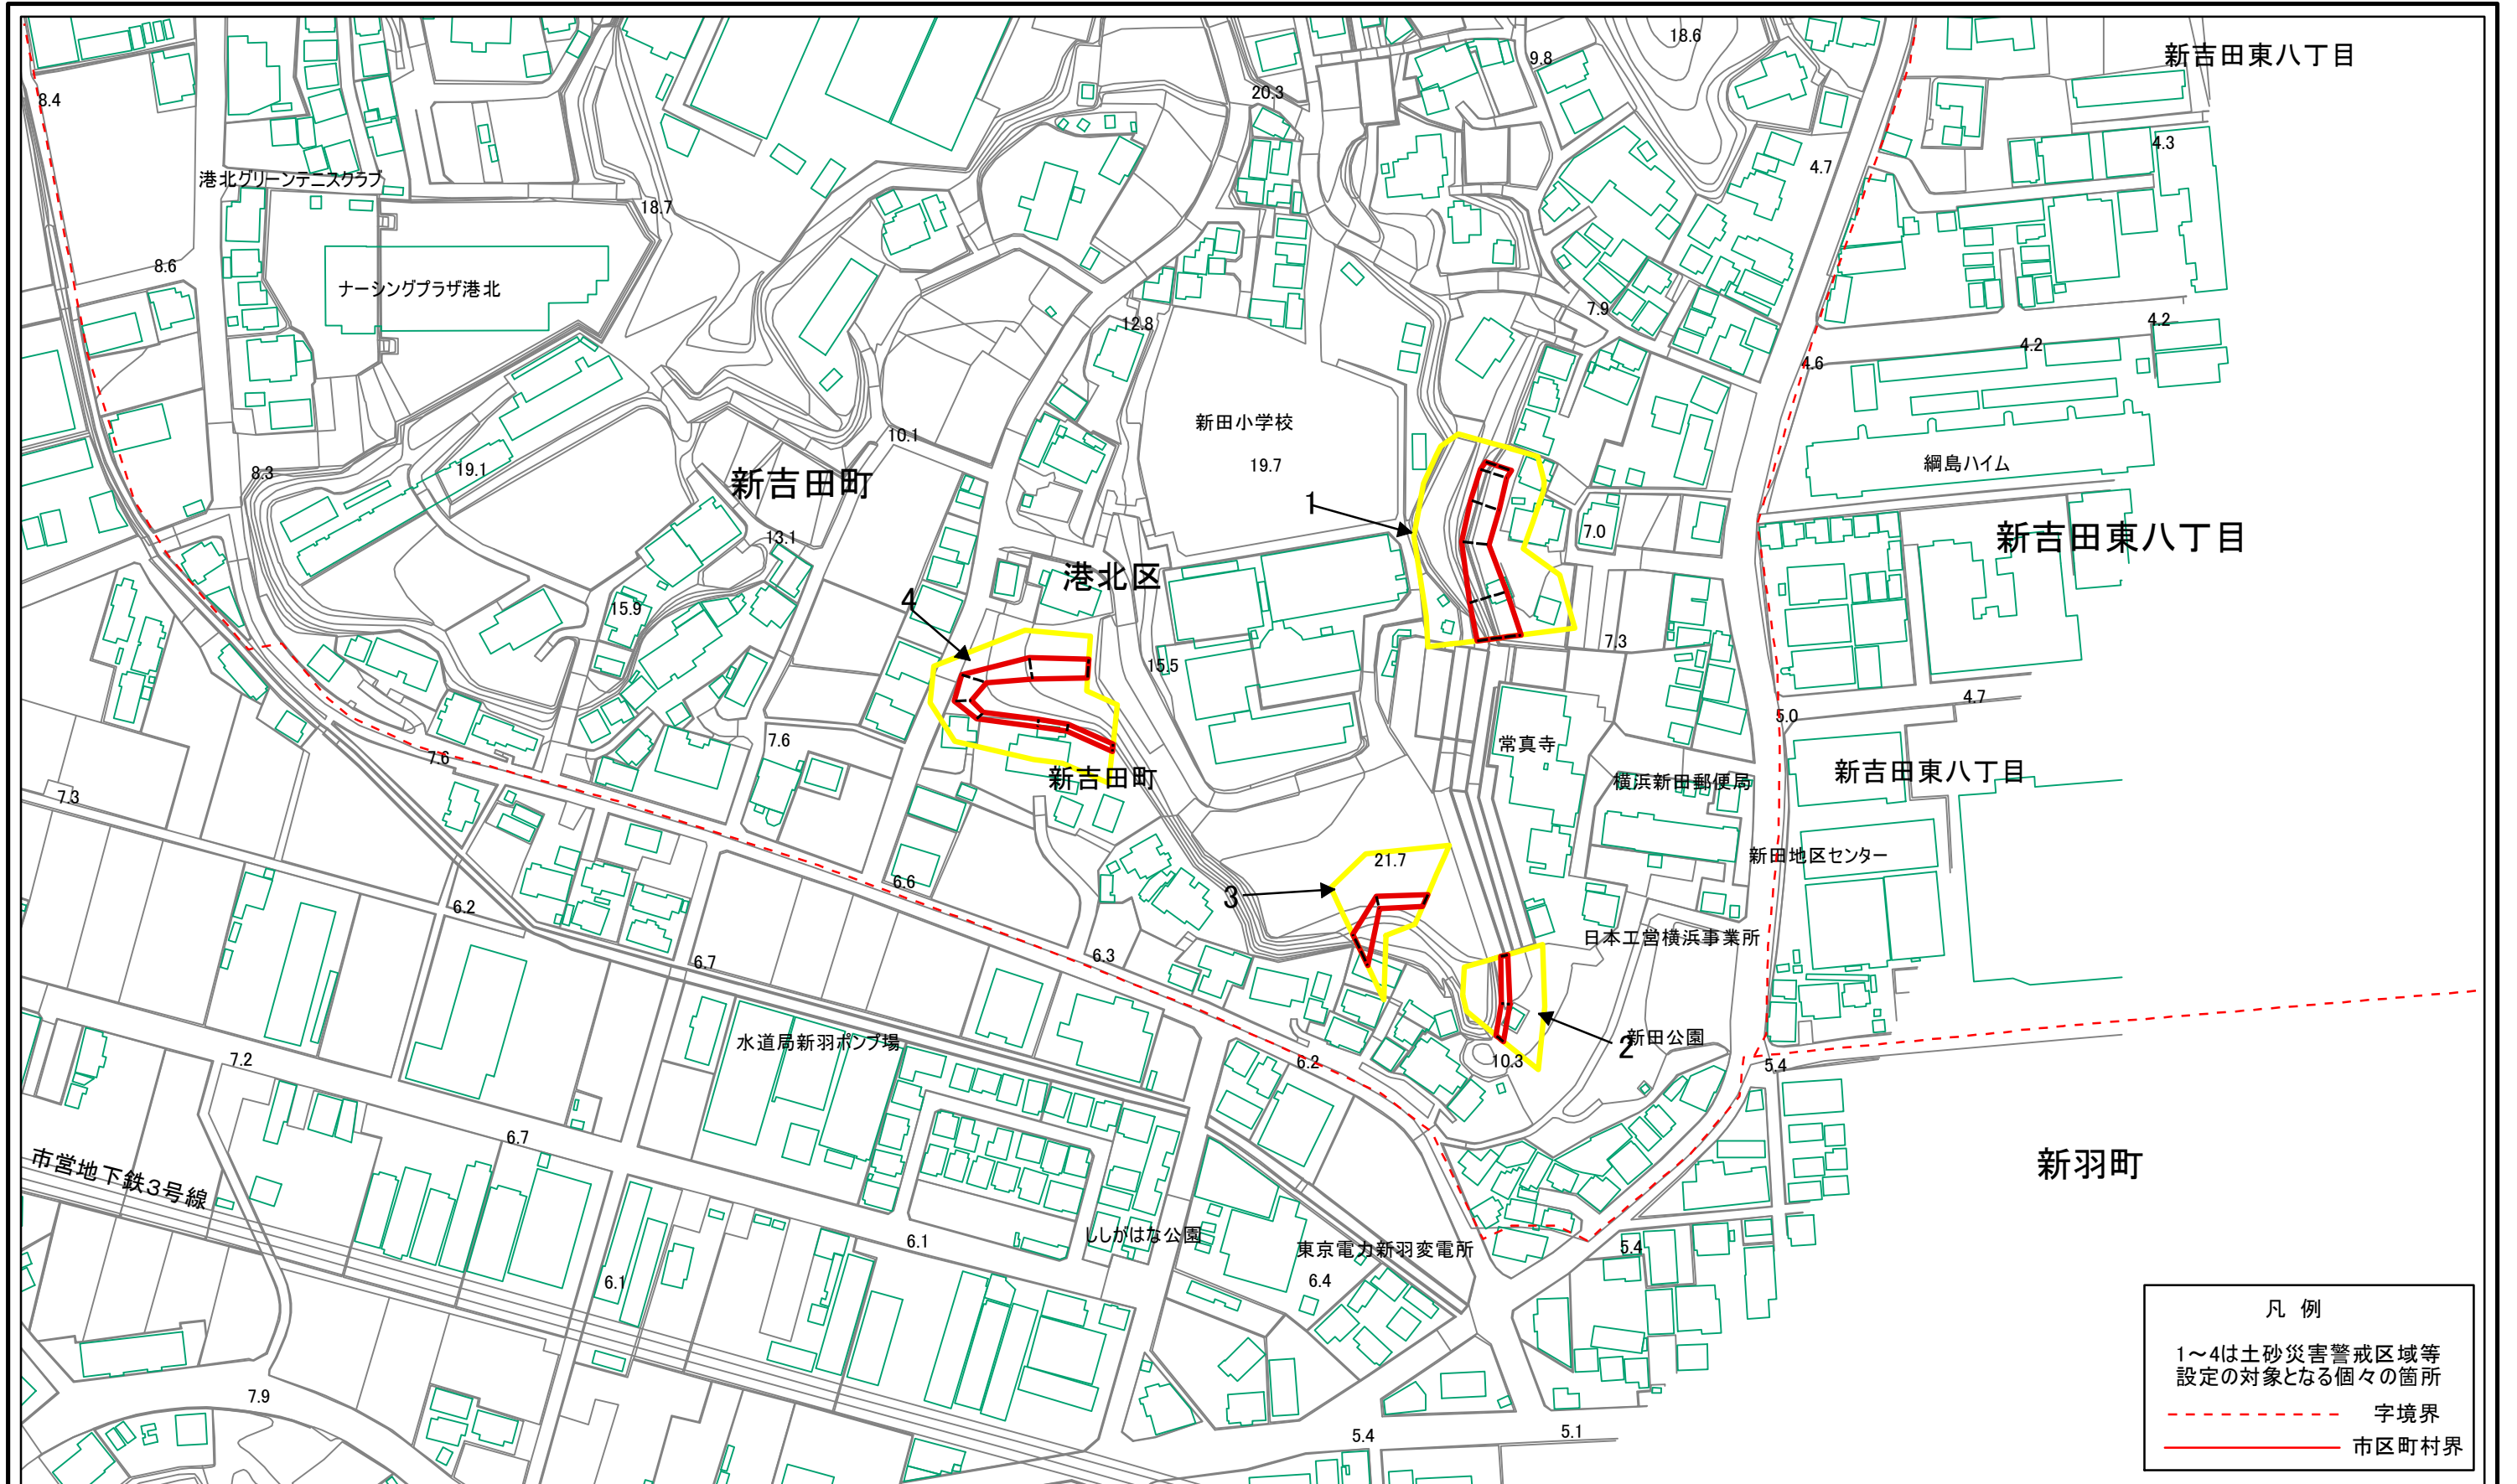 18.6
新吉田東八丁目
9.8
8.4
20.3
4.3
4.7
港北グリーンテニスクラブ
18.7
8.6
ナーシングプラザ港北
7.9
12.8
4.2
4.2
4.6
新田小学校
10.1
19.7
綱島ハイム
8.3
19.1
新吉田町
1
新吉田東八丁目
7.0
13.1
港北区
4
15.9
7.3
15.5
4.7
5.0
7.6
常真寺
7.6
新吉田町
横浜新田郵便局
新吉田東八丁目
7.3
新田地区センター
21.7
6.6
3
6.2
日本工営横浜事業所
6.3
6.7
水道局新羽ポンプ場
2
新田公園
7.2
6.2
10.3
5.4
6.7
新羽町
市営地下鉄3号線
ししがはな公園
6.1
東京電力新羽変電所
5.4
6.1
6.4
凡 例
1～4は土砂災害警戒区域等
設定の対象となる個々の箇所
字境界
市区町村界
7.9
5.4
5.1